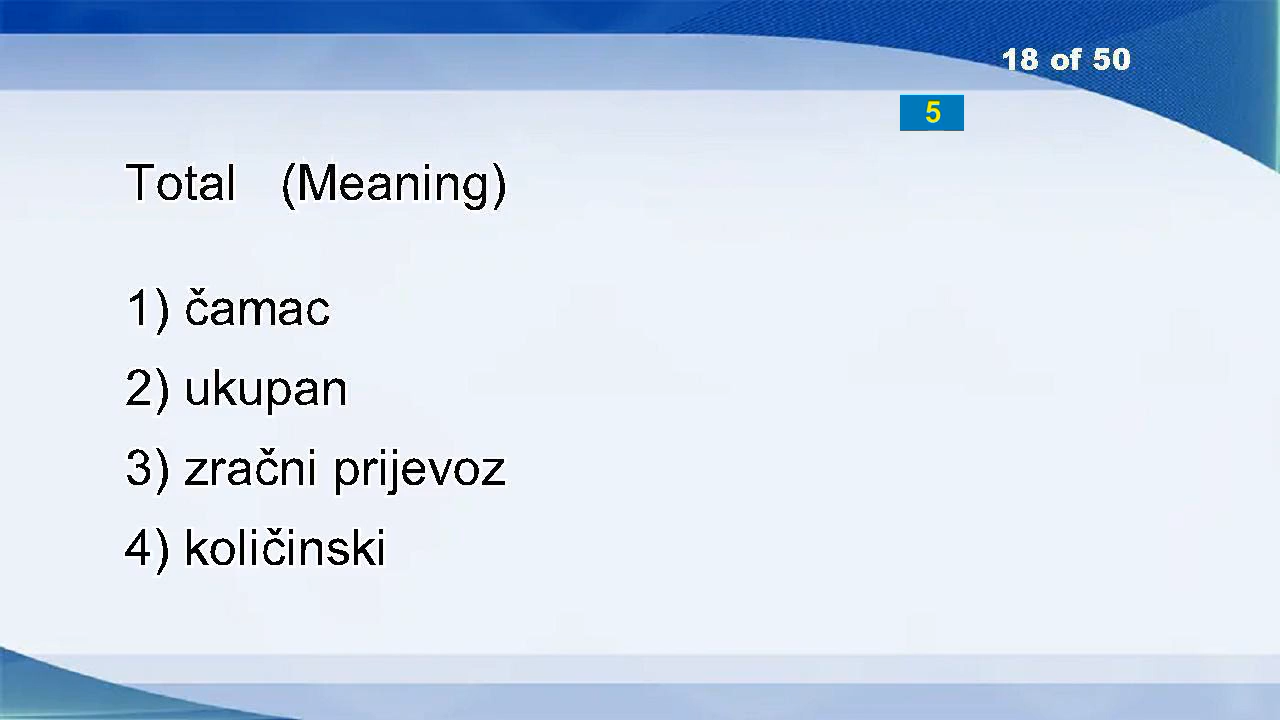 18 of 50
5
Total (Meaning)
1) čamac
2) ukupan
3) zračni prijevoz
4) količinski